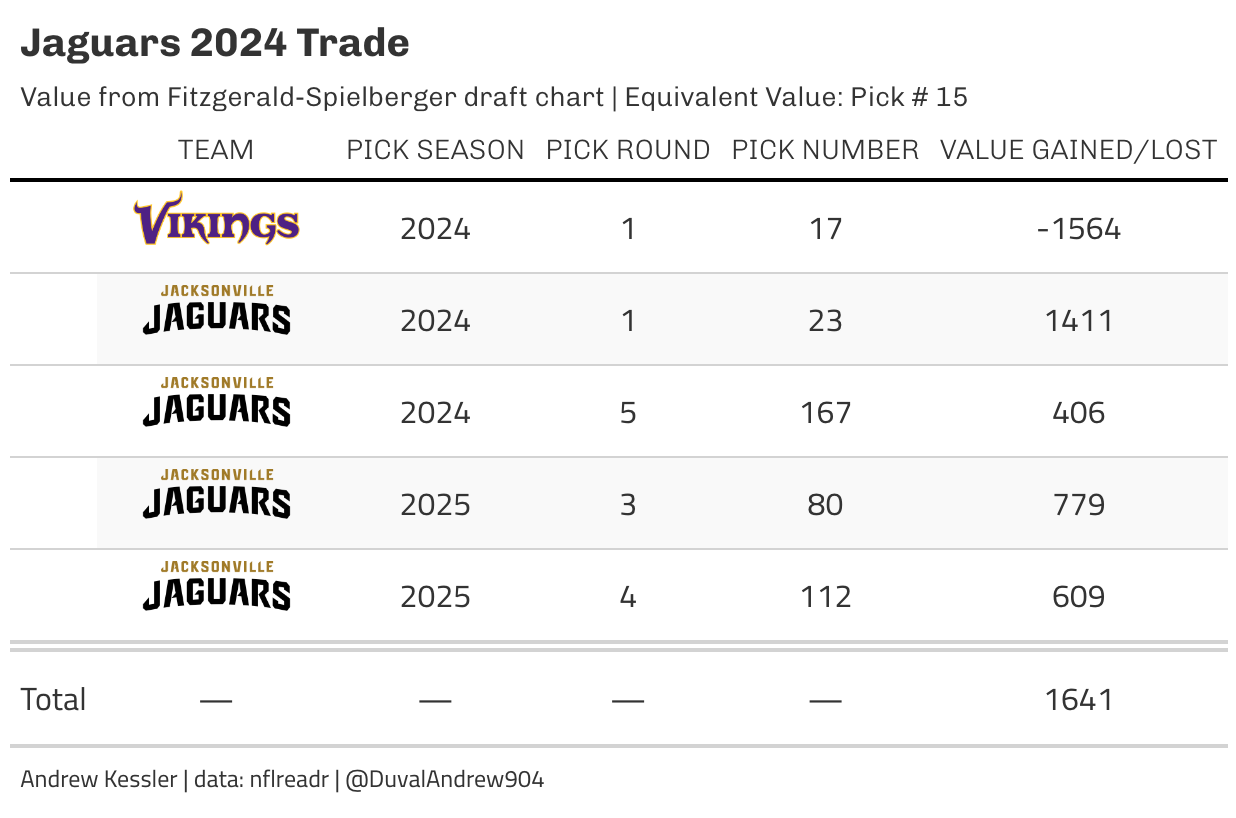 Jaguars 2024 Trade
Value from Fitzgerald-Spielberger draft chart | Equivalent Value: Pick # 15
TEAM PICK SEASON PICK ROUND PICK NUMBER VALUE GAINED/LOST
VIKINGS 2024 1 17 -1564
JACKSONVILLE
JAGUARS 2024 1 23 1411
JACKSONVILLE
JAGUARS 2024 5 167 406
JACKSONVILLE
JAGUARS 2025 3 80 779
JACKSONVILLE
JAGUARS 2025 4 112 609
Total — — — — 1641
Andrew Kessler | data: nflreadr | @DuvalAndrew904